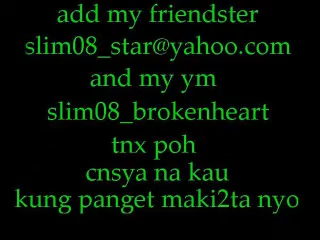 add my friendster
slim08_star@yahoo.com
and my ym
slim08_brokenheart
tnx poh
cnsya na kau
kung panget maki2ta nyo